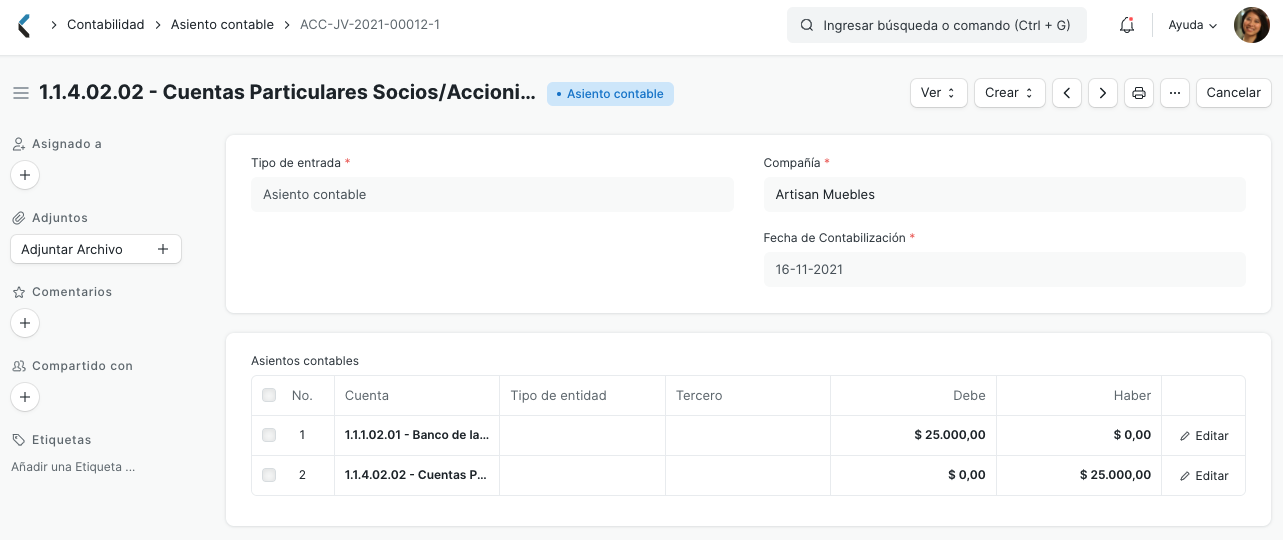 Contabilidad
Asiento contable
ACC-JV-2021-00012-1
Ingresar búsqueda o comando (Ctrl + G)
Ayuda
1.1.4.02.02 - Cuentas Particulares Socios/Accioni...
Asiento contable
Ver
Crear
...
Cancelar
Asignado a
Adjuntos
Adjuntar Archivo
Comentarios
Compartido con
Etiquetas
Añadir una Etiqueta ...
Tipo de entrada *
Asiento contable
Compañía *
Artisan Muebles
Fecha de Contabilización *
16-11-2021
Asientos contables
No. Cuenta Tipo de entidad Tercero Debe Haber
1 1.1.1.02.01 - Banco de la... $ 25.000,00 $ 0,00 Editar
2 1.1.4.02.02 - Cuentas P... $ 0,00 $ 25.000,00 Editar